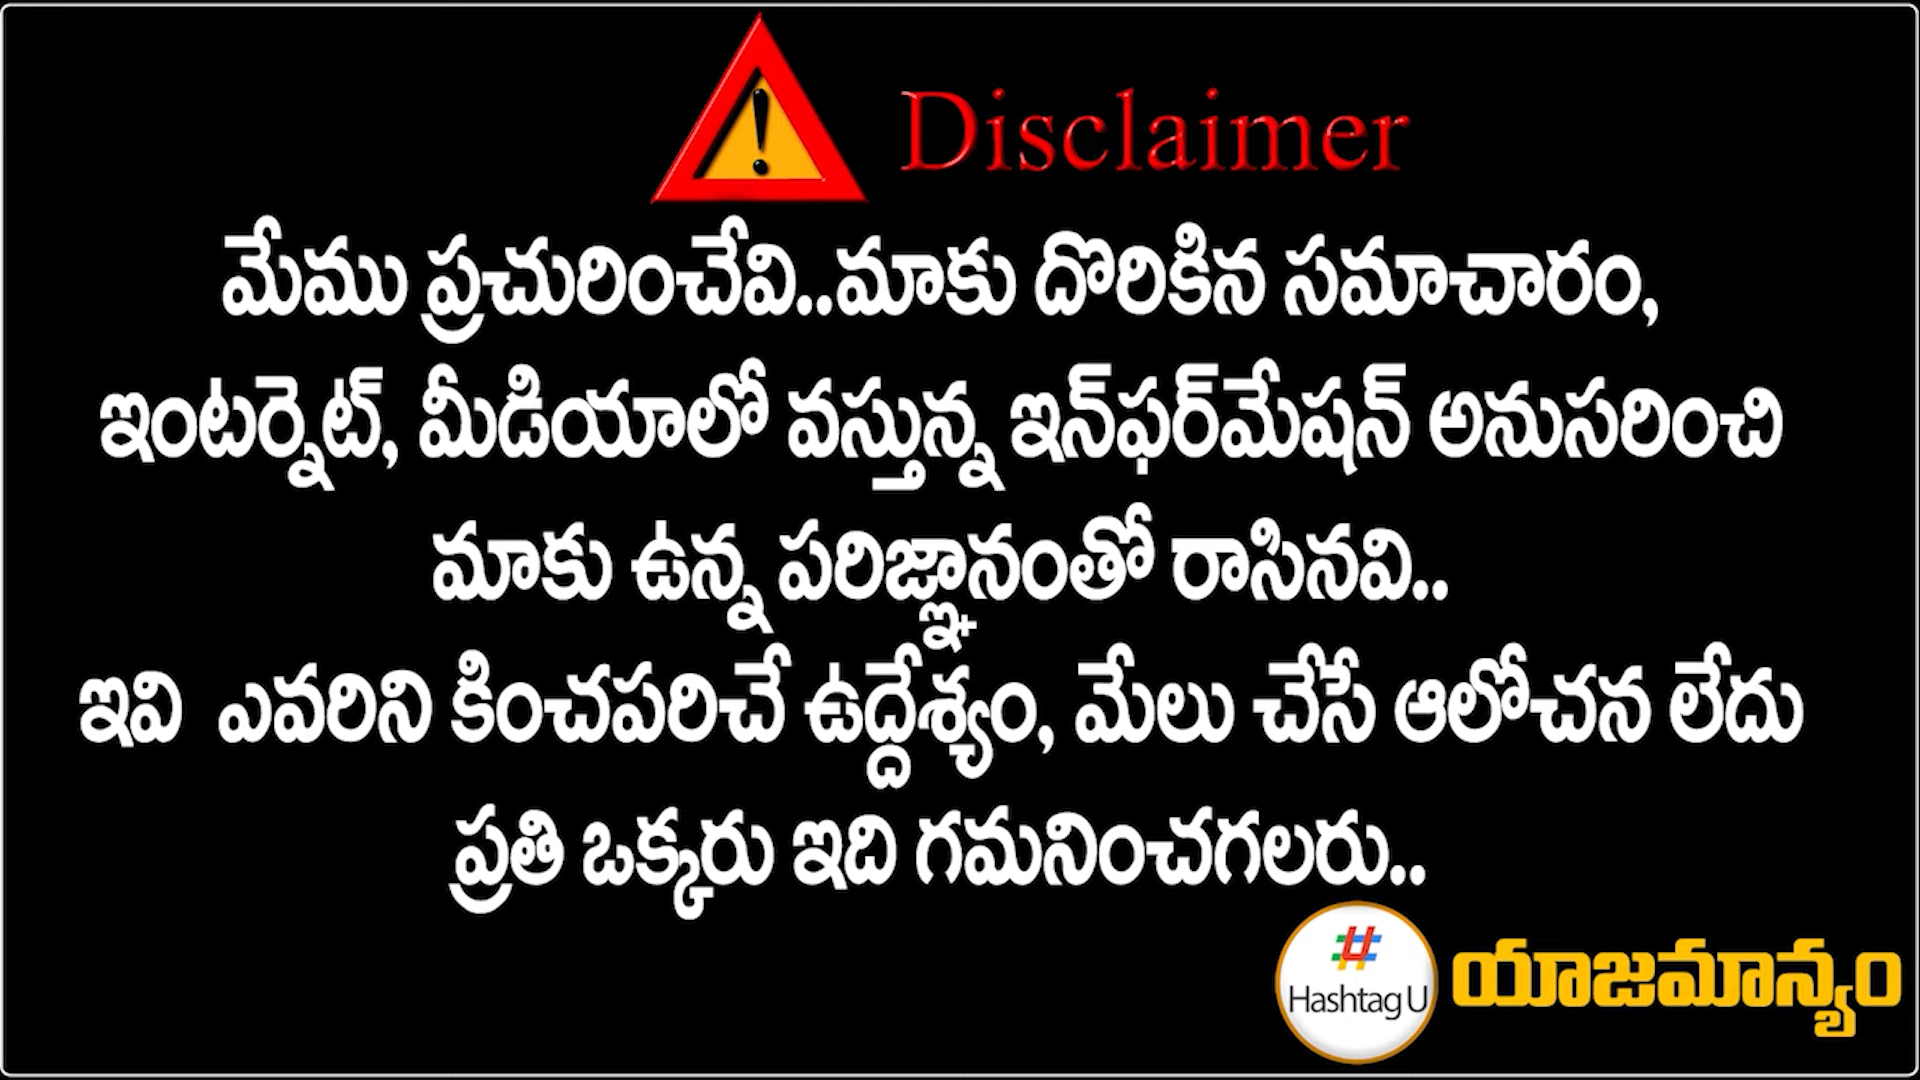 Disclaimer
మేము ప్రచురించేవి..మాకు దొరికిన సమాచారం,
ఇంటర్నెట్, మీడియాలో వస్తున్న ఇన్‌ఫర్‌మేషన్ అనుసరించి
మాకు ఉన్న పరిజ్ఞానంతో రాసినవి..
ఇవి ఎవరిని కించపరిచే ఉద్దేశ్యం, మేలు చేసే ఆలోచన లేదు
ప్రతి ఒక్కరు ఇది గమనించగలరు..
Hashtag U
యాజమాన్యం